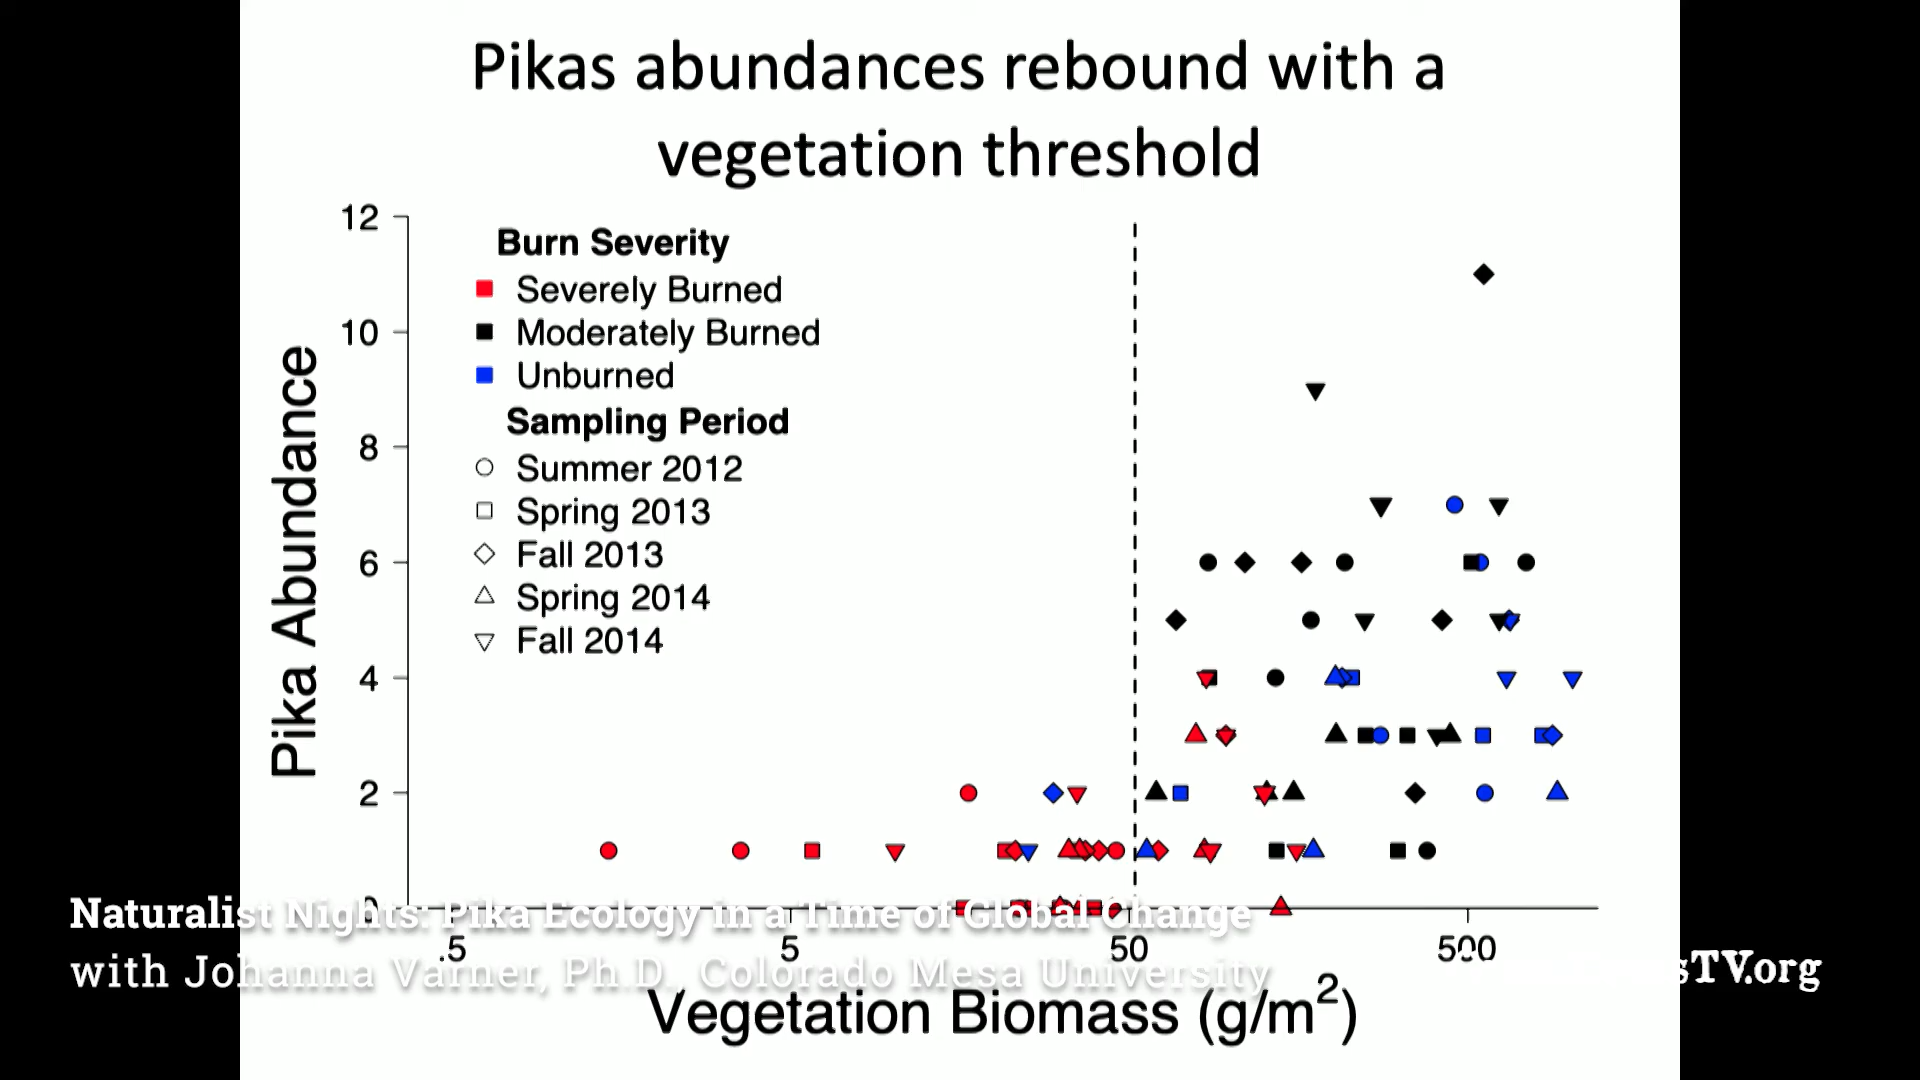 Pikas abundances rebound with a
vegetation threshold
Pika Abundance
12
10
8
6
4
2
0
Burn Severity
Severely Burned
Moderately Burned
Unburned
Sampling Period
Summer 2012
Spring 2013
Fall 2013
Spring 2014
Fall 2014
.5 5 50 500
Vegetation Biomass (g/m²)
Naturalist Nights: Pika Ecology in a Time of Global Change
with Johanna Varner, Ph.D., Colorado Mesa University
sTV.org